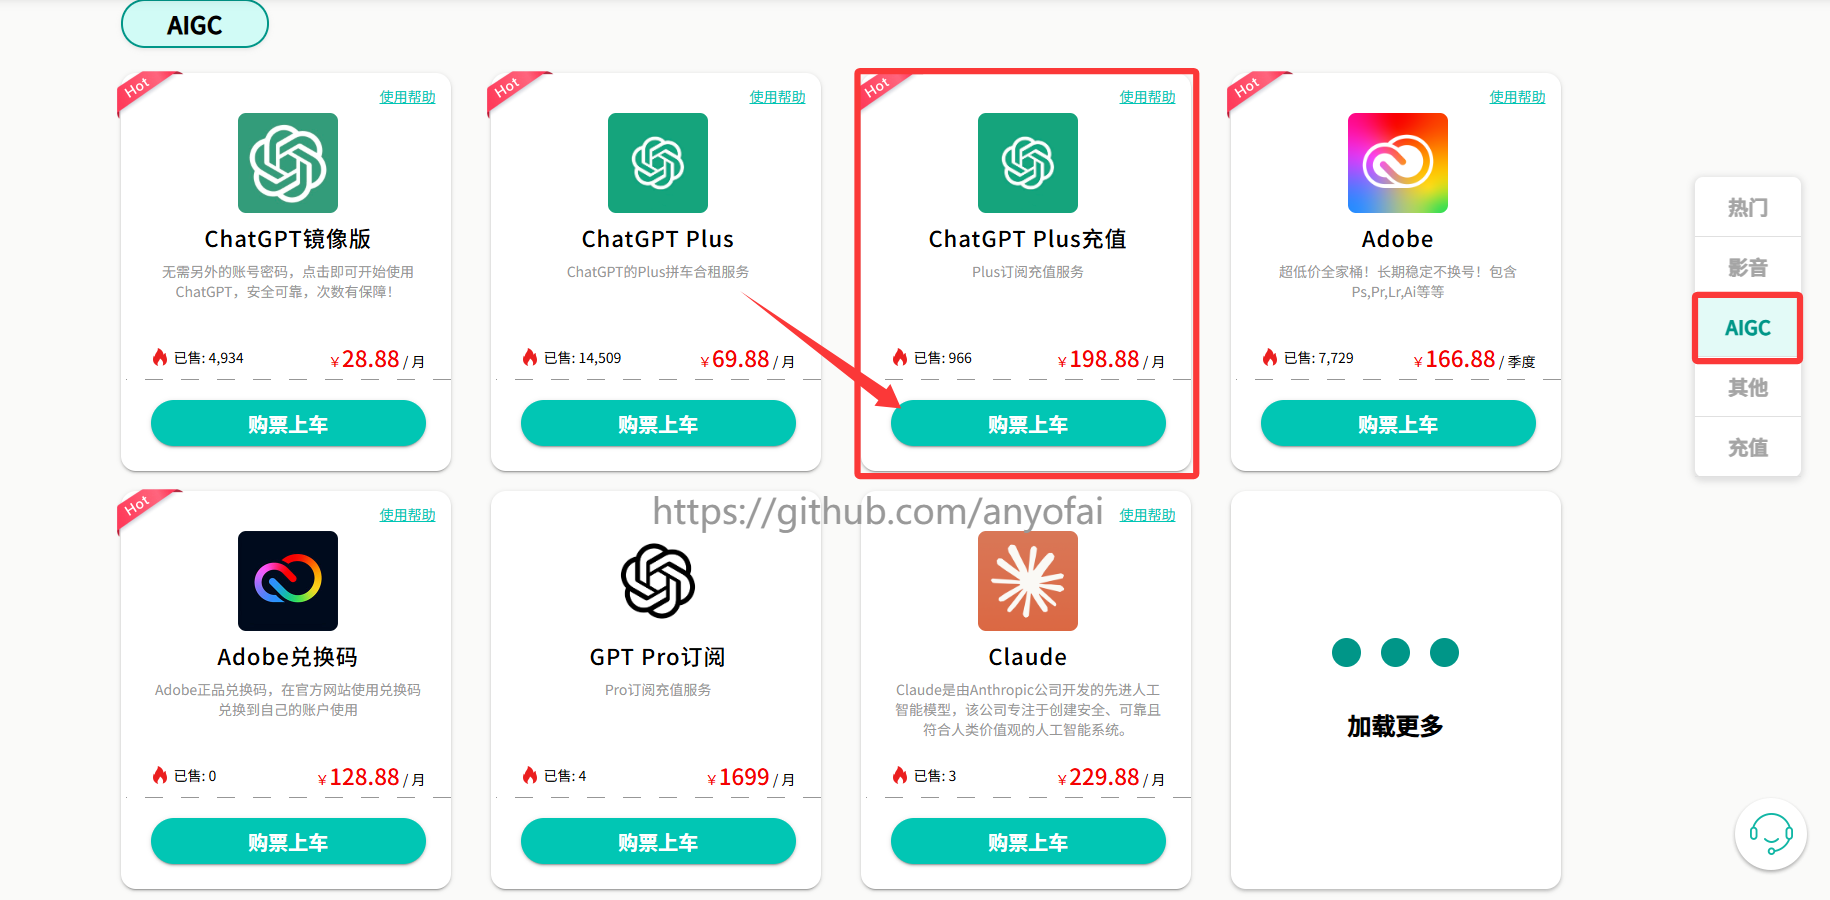 AIGC
Hot
使用帮助
ChatGPT镜像版
无需另外的账号密码，点击即可开始使用
ChatGPT，安全可靠，次数有保障！
已售: 4,934
￥28.88 / 月
购票上车
Hot
使用帮助
ChatGPT Plus
ChatGPT的Plus拼车合租服务
已售: 14,509
￥69.88 / 月
购票上车
Hot
使用帮助
ChatGPT Plus充值
Plus订阅充值服务
已售: 966
￥198.88 / 月
购票上车
Hot
使用帮助
Adobe
超低价全家桶！长期稳定不换号！包含
Ps,Pr,Lr,Ai等等
已售: 7,729
￥166.88 / 季度
购票上车
热门
影音
AIGC
其他
充值
Hot
使用帮助
Adobe兑换码
Adobe正品兑换码，在官方网站使用兑换码
兑换到自己的账户使用
已售: 0
￥128.88 / 月
购票上车
https://github.com/anyofai
GPT Pro订阅
Pro订阅充值服务
已售: 4
￥1699 / 月
购票上车
使用帮助
Claude
Claude是由Anthropic公司开发的先进人工
智能模型，该公司专注于创建安全、可靠且
符合人类价值观的人工智能系统。
已售: 3
￥229.88 / 月
购票上车
加载更多